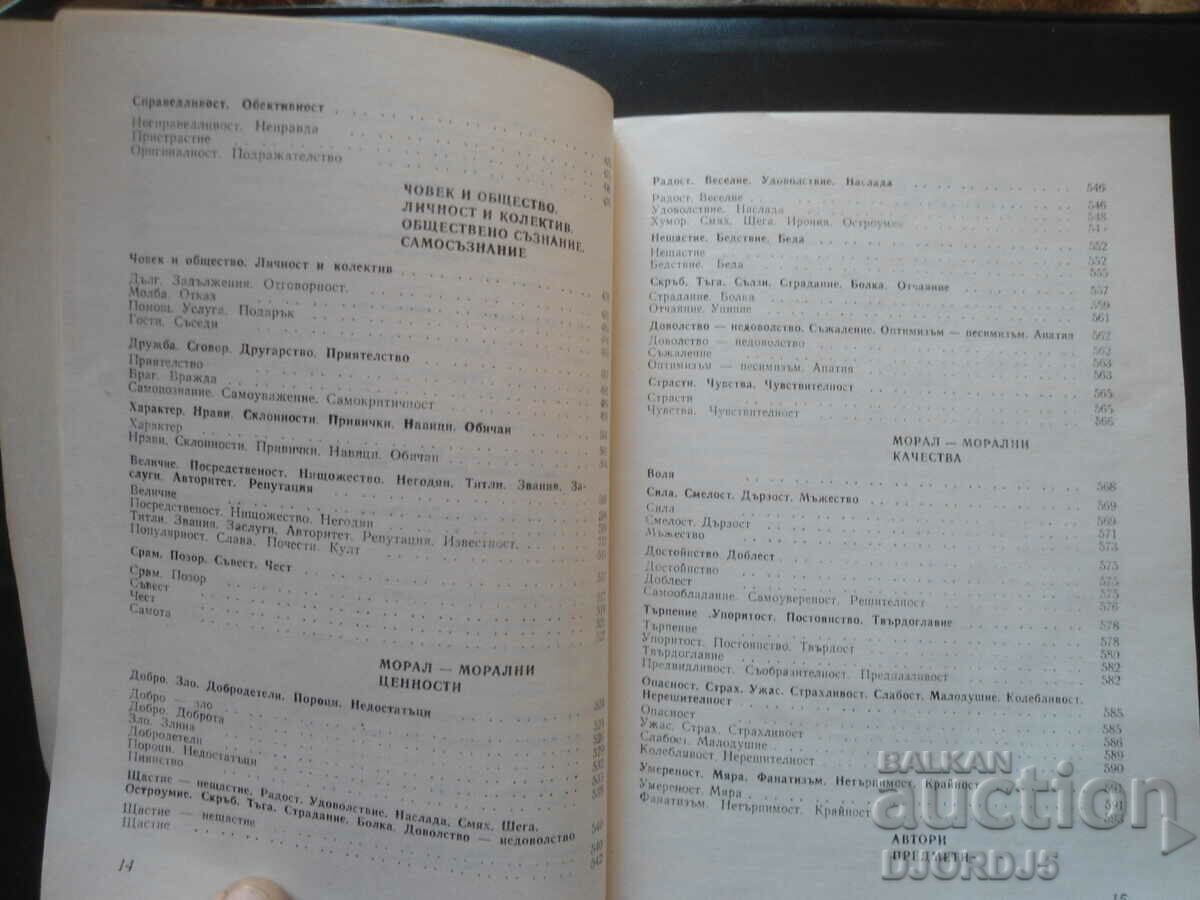 Справедливост. Обективност
Несправедливост. Неправда
Пристрастие
Оригиналност. Подражателство
ЧОВЕК И ОБЩЕСТВО.
ЛИЧНОСТ И КОЛЕКТИВ.
ОБЩЕСТВЕНО СЪЗНАНИЕ.
САМОСЪЗНАНИЕ
Човек и общество. Личност и колектив
Дълг. Задължения. Отговорност.
Молба. Отказ
Помощ. Услуга. Подарък
Гости. Съседи
Дружба. Сговор. Другарство. Приятелство
Приятелство
Враг. Вражда
Самопознание. Самоуважение. Самокритичност
Характер. Нрави. Склонности. Привички. Навици. Обичаи
Характер
Нрави. Склонности. Привички. Навици. Обичаи
Величие. Посредственост. Нищожество. Негодяи. Титли. Звания. За-
слуги. Авторитет. Репутация
Величие
Посредственост. Нищожество. Негодяи
Титли. Звания. Заслуги. Авторитет. Репутация. Известност.
Популярност. Слава. Почести. Култ
Срам. Позор. Съвест. Чест
Срам. Позор
Съвест
Чест
Самота
МОРАЛ — МОРАЛНИ
ЦЕННОСТИ
Добро. Зло. Добродетели. Пороци. Недостатъци
Добро — зло
Добро. Доброта
Зло. Злина
Добродетели
Пороци. Недостатъци
Пиянство
Щастие — нещастие. Радост. Удоволствие. Наслада. Смях. Шега.
Остроумие. Скръб. Тъга. Страдание. Болка. Доволство — недоволство 540
Щастие — нещастие 540
Щастие 542
14
Радост. Веселие. Удоволствие. Наслада 546
Радост. Веселие 546
Удоволствие. Наслада 548
Хумор. Смях. Шега. Ирония. Остроумие
Нещастие. Бедствие. Беда 552
Нещастие 552
Бедствие. Беда 555
Скръб. Тъга. Сълзи. Страдание. Болка. Отчаяние 557
Страдание. Болка 559
Отчаяние. Униние 561
Доволство — недоволство. Съжаление. Оптимизъм — песимизъм. Апатия 562
Доволство — недоволство 562
Съжаление 563
Оптимизъм — песимизъм. Апатия 563
Страсти. Чувства. Чувствителност 565
Страсти 565
Чувства. Чувствителност 566
МОРАЛ — МОРАЛНИ
КАЧЕСТВА
Воля 568
Сила. Смелост. Дързост. Мъжество 569
Сила 569
Смелост. Дързост 571
Мъжество 573
Достойнство. Доблест 575
Достойнство 575
Доблест 575
Самообладание. Самоувереност. Решителност 576
Търпение .Упоритост. Постоянство. Твърдоглавие 578
Търпение 578
Упоритост. Постоянство. Твърдост 580
Твърдоглавие 582
Предвидливост. Съобразителност. Предпазливост 582
Опасност. Страх. Ужас. Страхливост. Слабост. Малодушие. Колебливост.
Нерешителност 585
Опасност 585
Ужас. Страх. Страхливост 586
Слабост. Малодушие 589
Колебливост. Нерешителност 590
Умереност. Мяра. Фанатизъм. Нетърпимост. Крайност 591
Умереност. Мяра 591
Фанатизъм. Нетърпимост. Крайност
АВТОРИ
ПРЕДМЕТИ
15
BALKAN
auction
DJORDJ5